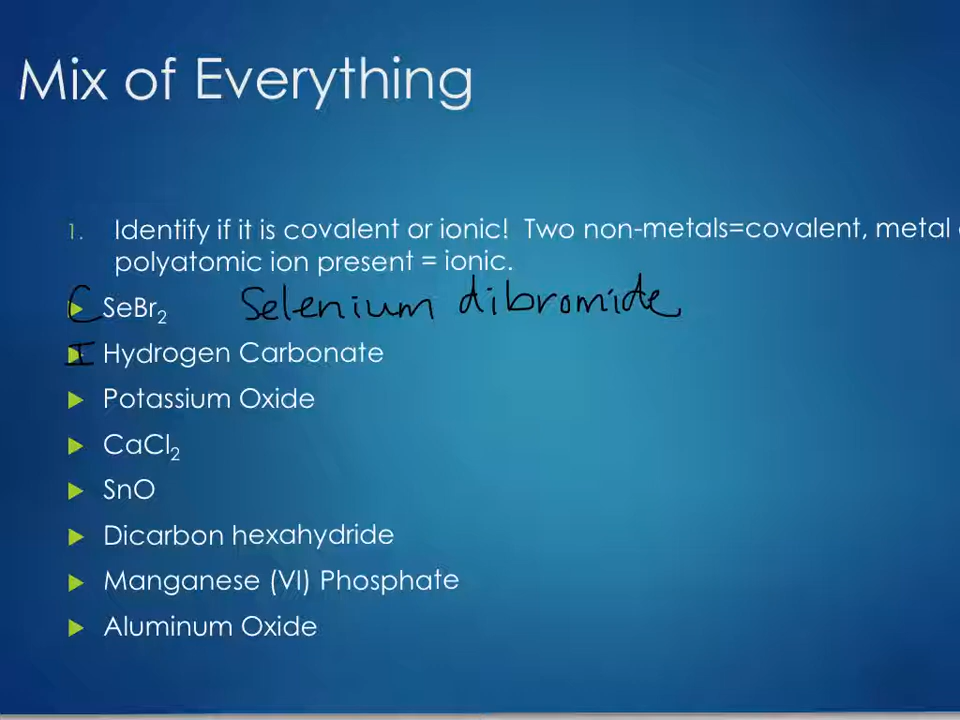 Mix of Everything
1. Identify if it is covalent or ionic! Two non-metals=covalent, metal
polyatomic ion present = ionic.
C SeBr₂ Selenium dibromide
I Hydrogen Carbonate
Potassium Oxide
CaCl₂
SnO
Dicarbon hexahydride
Manganese (VI) Phosphate
Aluminum Oxide